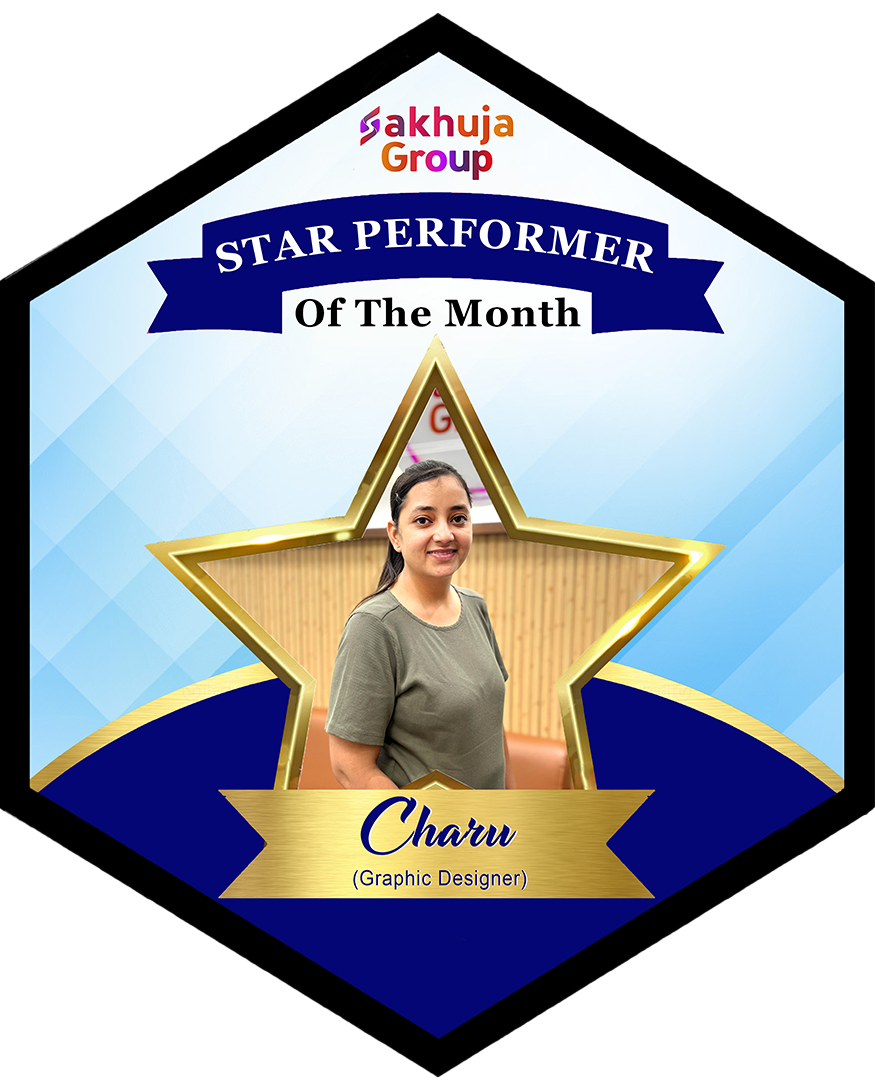 Sakhuja
Group
STAR PERFORMER
Of The Month
G
Charu
(Graphic Designer)